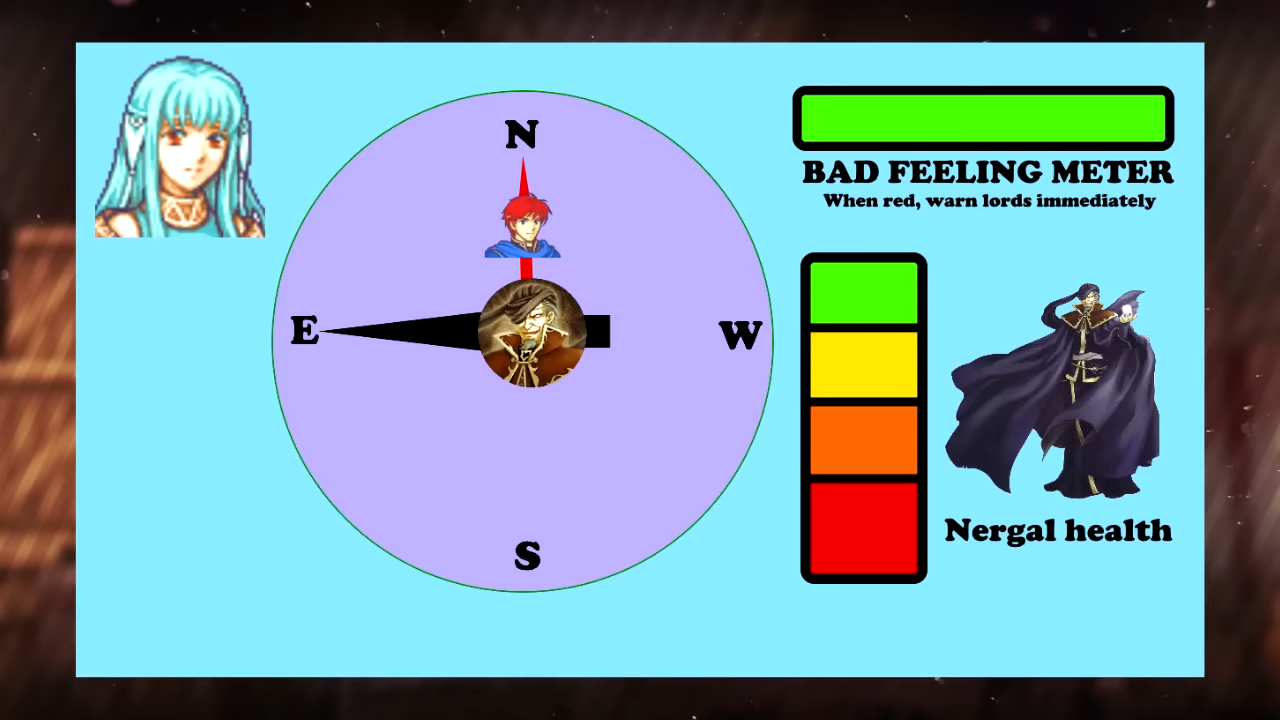 N
E
W
S
BAD FEELING METER
When red, warn lords immediately
Nergal health